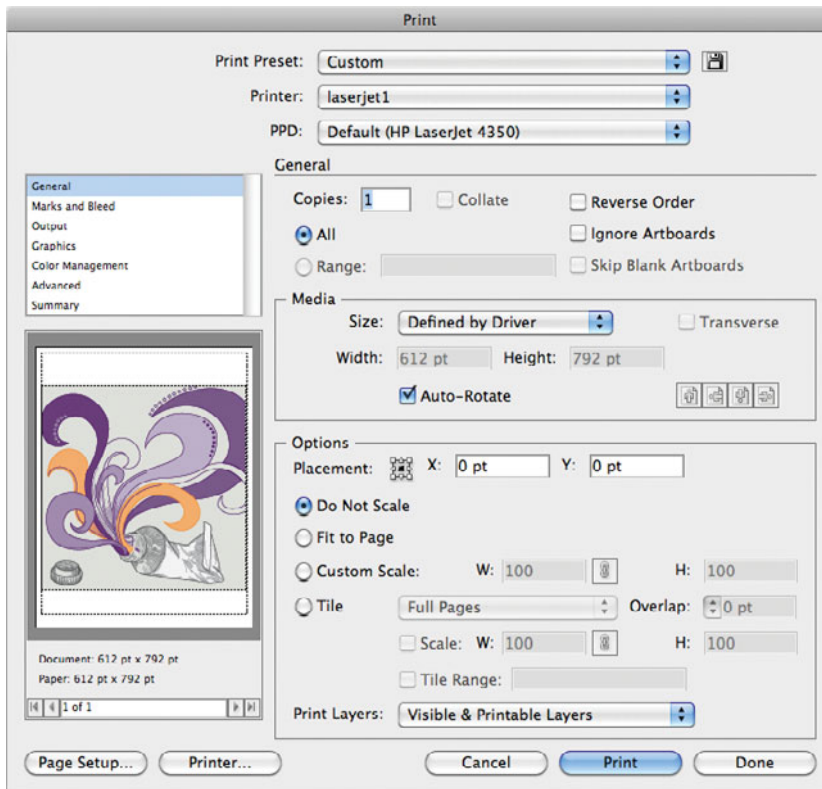 Print
Print Preset: Custom
Printer: laserjet1
PPD: Default (HP LaserJet 4350)
General
Marks and Bleed
Output
Graphics
Color Management
Advanced
Summary
Document: 612 pt x 792 pt
Paper: 612 pt x 792 pt
1 of 1
General
Copies: 1 Collate Reverse Order
All Ignore Artboards
Range: Skip Blank Artboards
Media
Size: Defined by Driver Transverse
Width: 612 pt Height: 792 pt
Auto-Rotate
Options
Placement: X: 0 pt Y: 0 pt
Do Not Scale
Fit to Page
Custom Scale: W: 100 H: 100
Tile Full Pages Overlap: 0 pt
Scale: W: 100 H: 100
Tile Range:
Print Layers: Visible & Printable Layers
Page Setup... Printer... Cancel Print Done